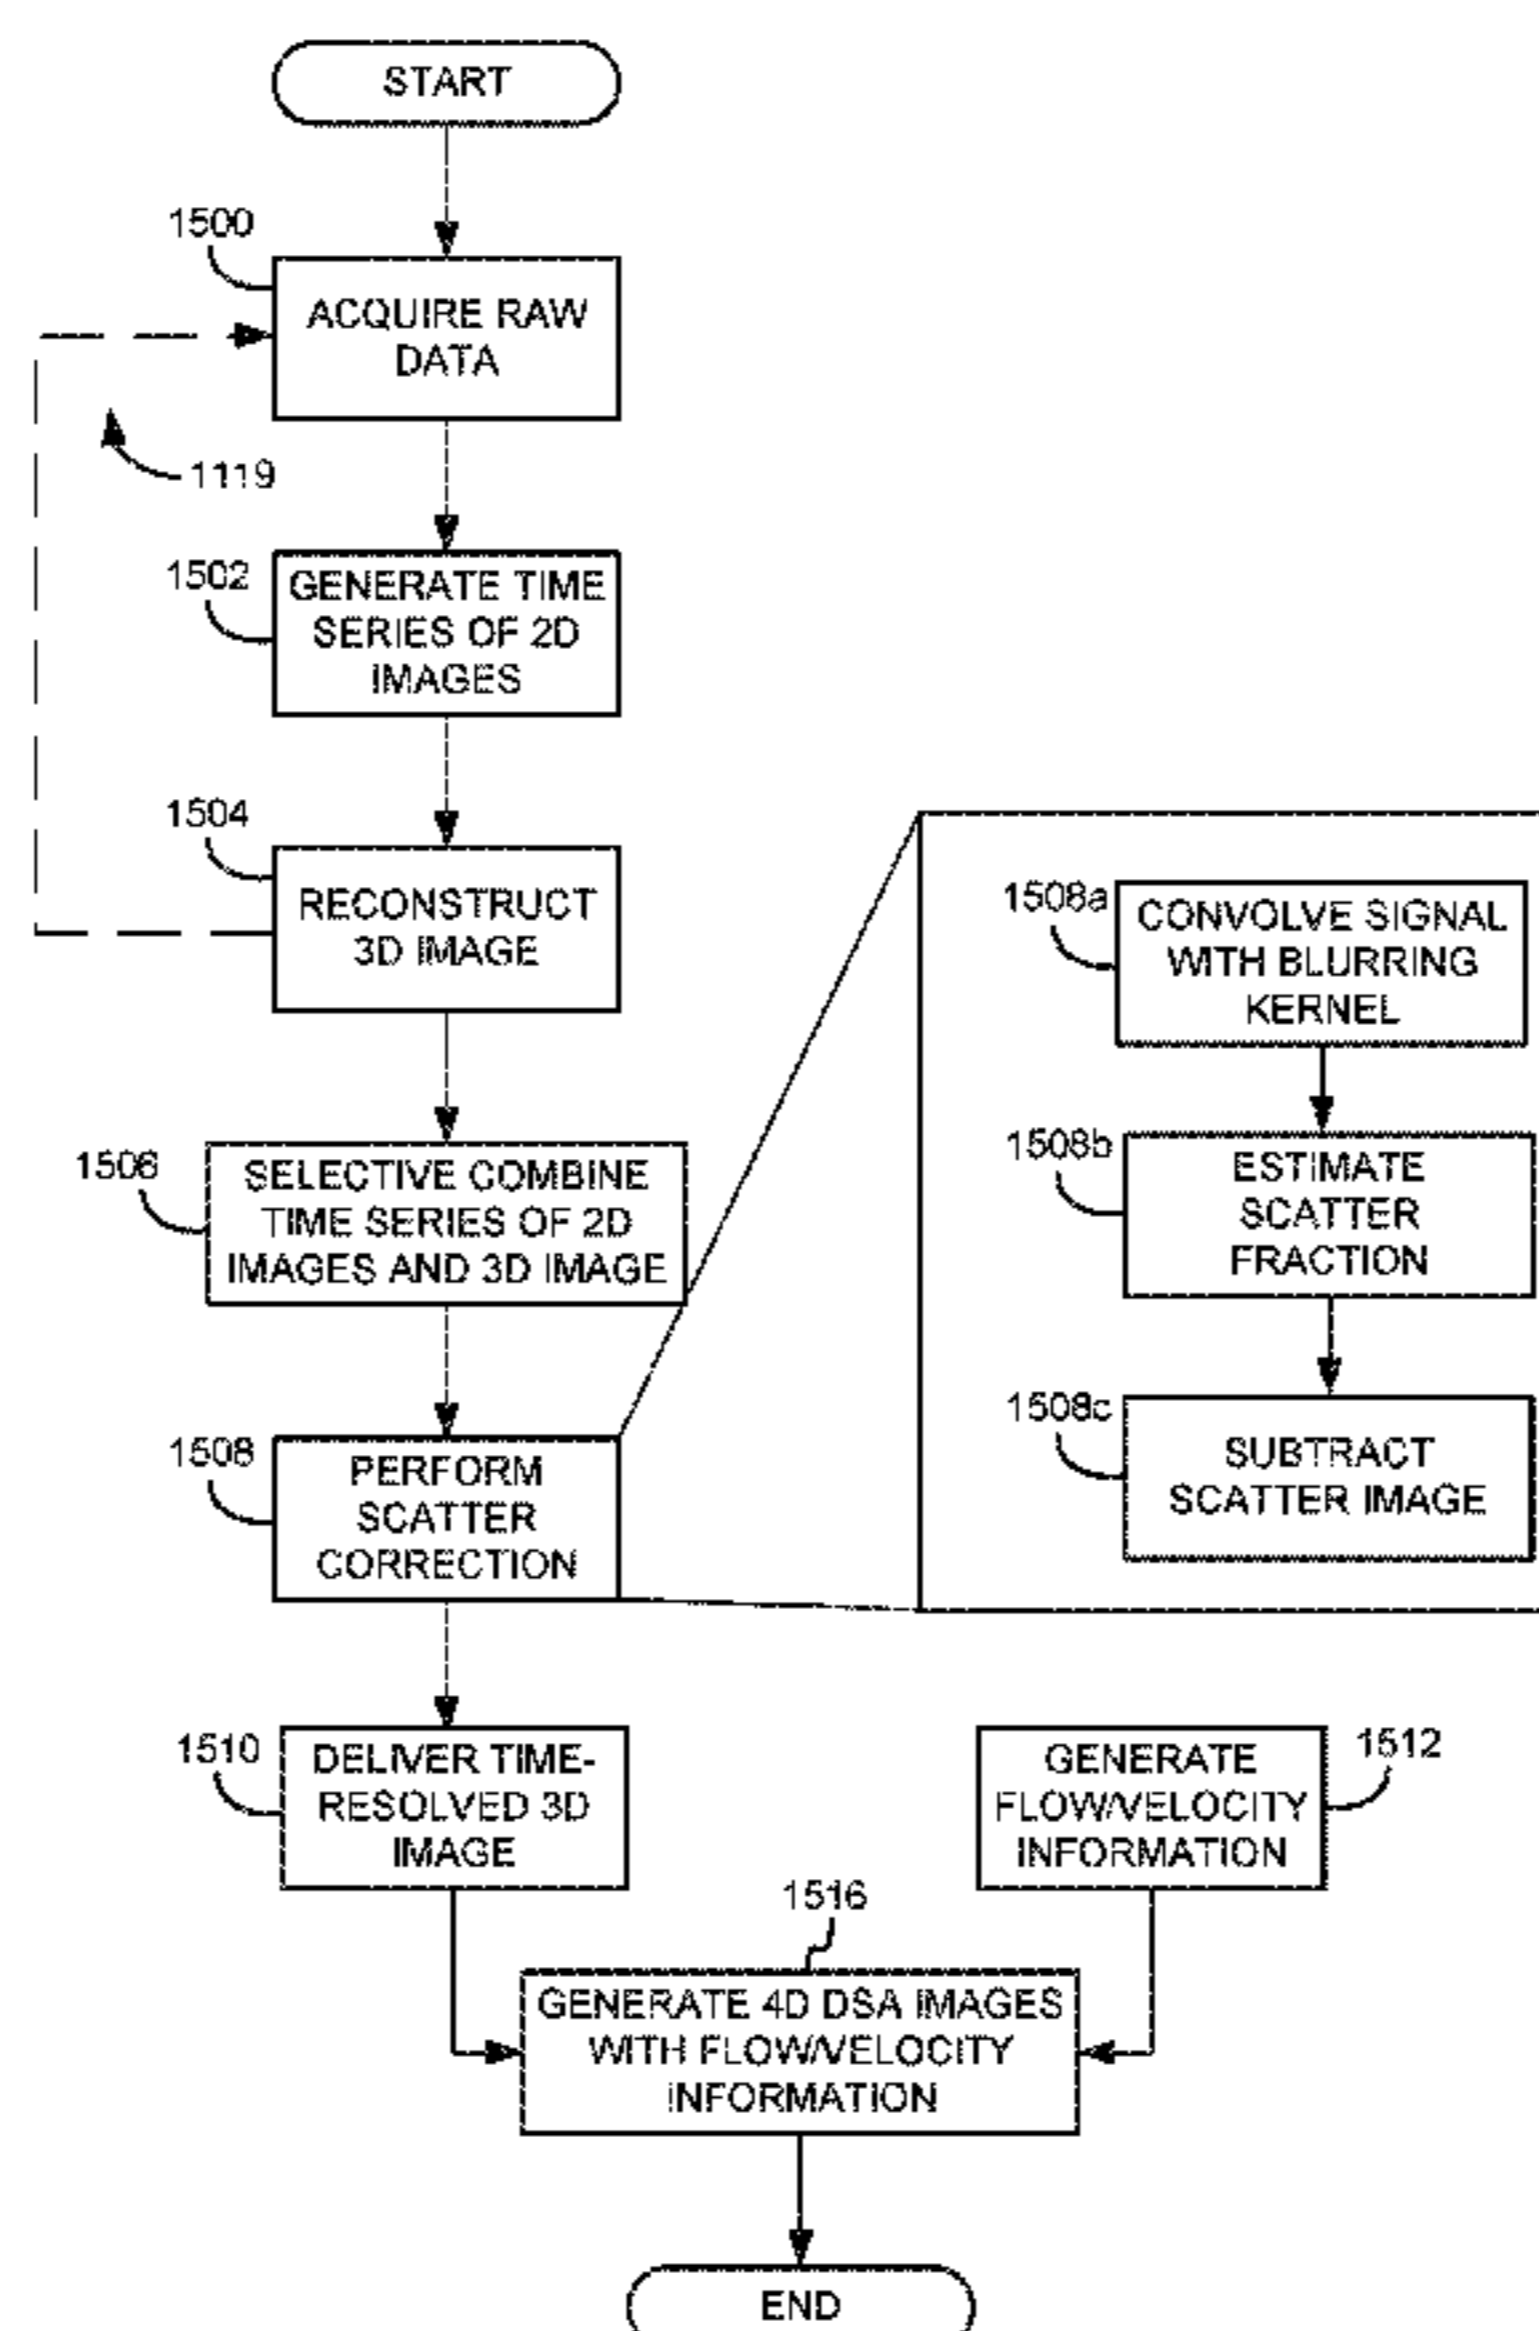 START
1500
ACQUIRE RAW
DATA
1119
1502
GENERATE TIME
SERIES OF 2D
IMAGES
1504
RECONSTRUCT
3D IMAGE
1506
SELECTIVE COMBINE
TIME SERIES OF 2D
IMAGES AND 3D IMAGE
1508
PERFORM
SCATTER
CORRECTION
1508a
CONVOLVE SIGNAL
WITH BLURRING
KERNEL
1508b
ESTIMATE
SCATTER
FRACTION
1508c
SUBTRACT
SCATTER IMAGE
1510
DELIVER TIME-
RESOLVED 3D
IMAGE
GENERATE
FLOW/VELOCITY
INFORMATION
1512
1516
GENERATE 4D DSA IMAGES
WITH FLOW/VELOCITY
INFORMATION
END